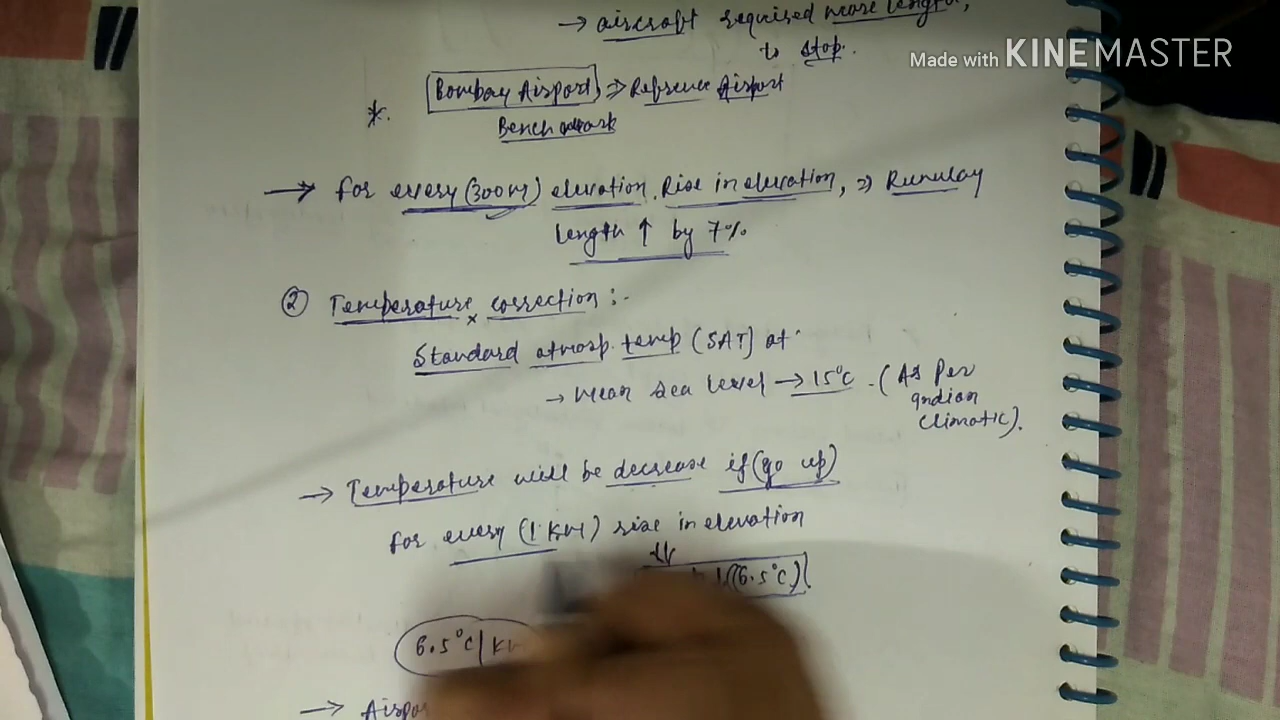 → aircraft required more length,
to stop.
Made with KINEMASTER
*. Bombay Airport ⇒ Refrence Airport
Bench mark
→ for every (300m) elevation. Rise in elevation, ⇒ Runway
length ↑ by 7%
② Temperature correction :-
Standard atmosp. temp (SAT) at
→ Mean sea level → 15°C - (As Per
indian
climatic).
→ Temperature will be decrease if (go up)
for every (1 KM) rise in elevation
(6.5°C)
6.5°C/K
→ Airpor